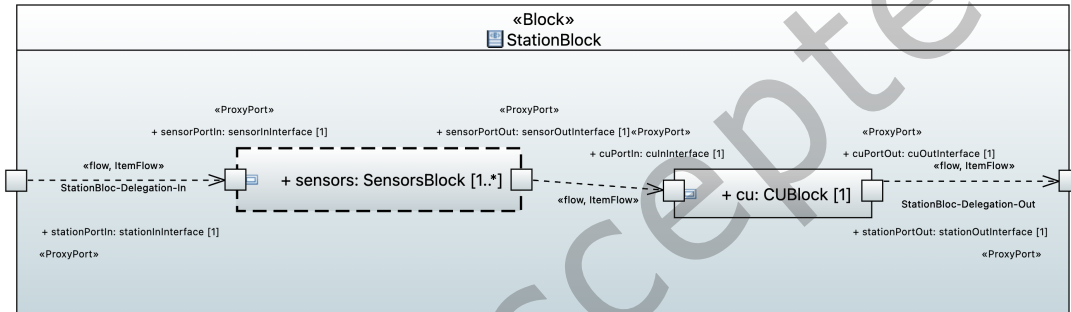 «Block»
StationBlock
«ProxyPort»
«ProxyPort»
+ sensorPortIn: sensorInInterface [1]
+ sensorPortOut: sensorOutInterface [1]
«ProxyPort»
«ProxyPort»
+ cuPortIn: cuInInterface [1]
+ cuPortOut: cuOutInterface [1]
«flow, ItemFlow»
«flow, ItemFlow»
StationBloc-Delegation-In
+ sensors: SensorsBlock [1..*]
+ cu: CUBlock [1]
«flow, ItemFlow»
StationBloc-Delegation-Out
+ stationPortIn: stationInInterface [1]
+ stationPortOut: stationOutInterface [1]
«ProxyPort»
«ProxyPort»